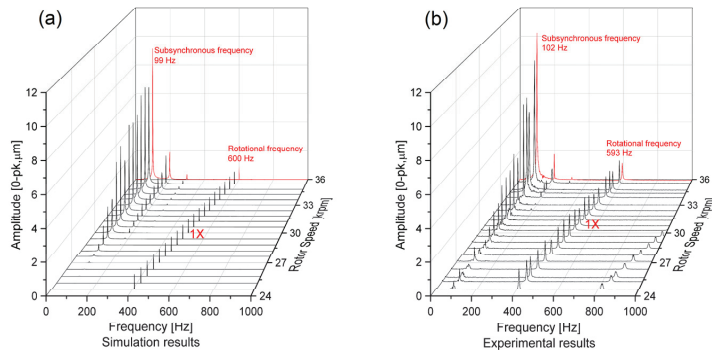 (a)
Subsynchronous frequency
99 Hz
Rotational frequency
600 Hz
1X
Amplitude [0-pk,µm]
12
10
8
6
4
2
0
0 200 400 600 800 1000
Frequency [Hz]
24
27
30
33
36
Rotor Speed [krpm]
Simulation results
(b)
Subsynchronous frequency
102 Hz
Rotational frequency
593 Hz
1X
Amplitude [0-pk,µm]
12
10
8
6
4
2
0
0 200 400 600 800 1000
Frequency [Hz]
24
27
30
33
36
Rotor Speed [krpm]
Experimental results